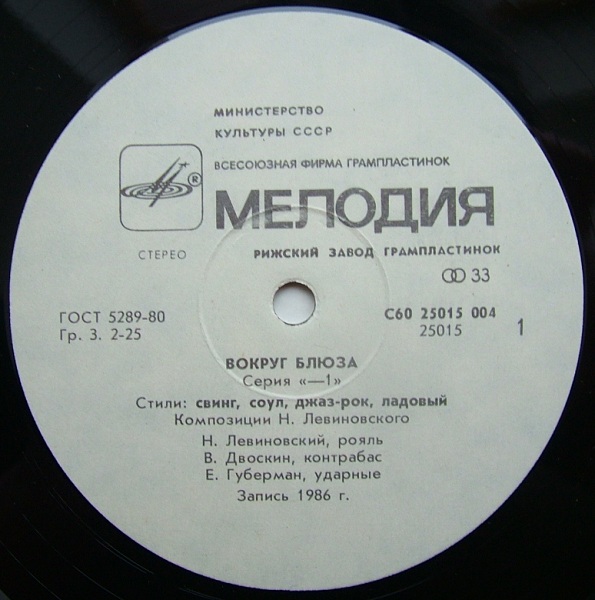 МИНИСТЕРСТВО
КУЛЬТУРЫ СССР
ВСЕСОЮЗНАЯ ФИРМА ГРАМПЛАСТИНОК
®
МЕЛОДИЯ
СТЕРЕО
РИЖСКИЙ ЗАВОД ГРАМПЛАСТИНОК
33
ГОСТ 5289-80
Гр. 3. 2-25
С60 25015 004
25015
1
ВОКРУГ БЛЮЗА
Серия «—1»
Стили: свинг, соул, джаз-рок, ладовый
Композиции Н. Левиновского
Н. Левиновский, рояль
В. Двоскин, контрабас
Е. Губерман, ударные
Запись 1986 г.